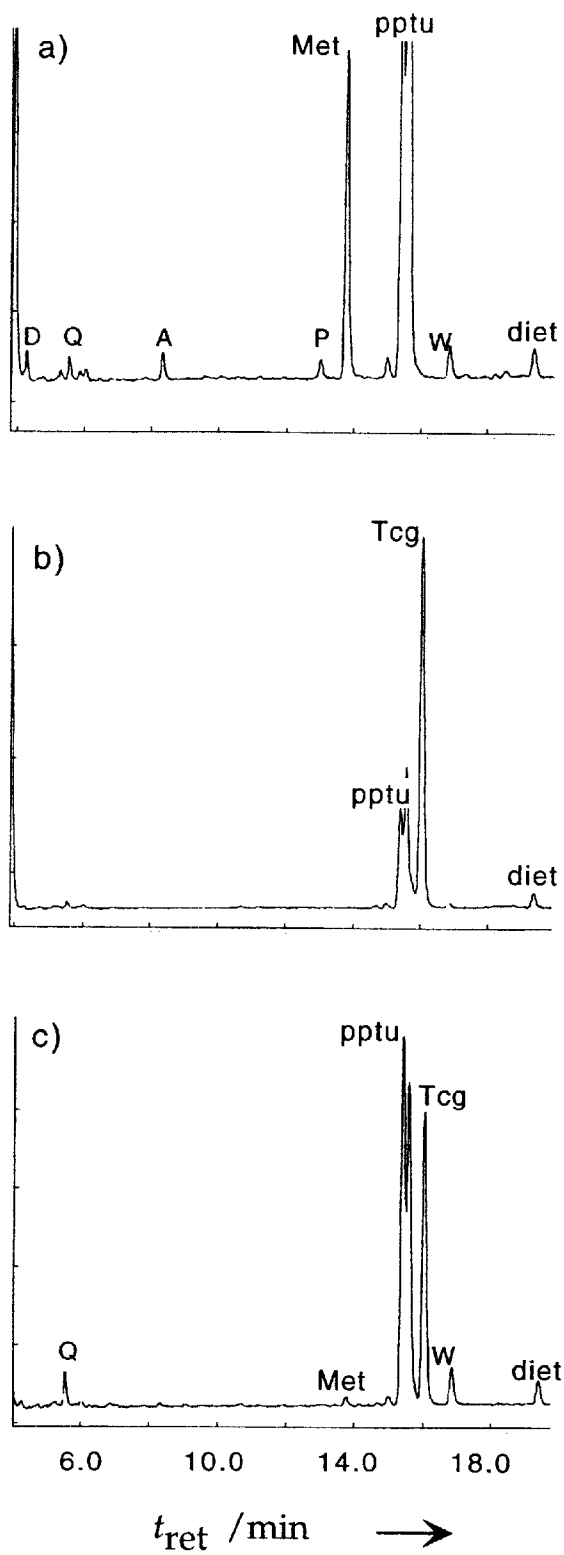 a)
Met
pptu
D Q A P W diet
b)
Tcg
pptu
diet
c)
pptu
Tcg
Q
Met
W
diet
6.0 10.0 14.0 18.0
tret /min